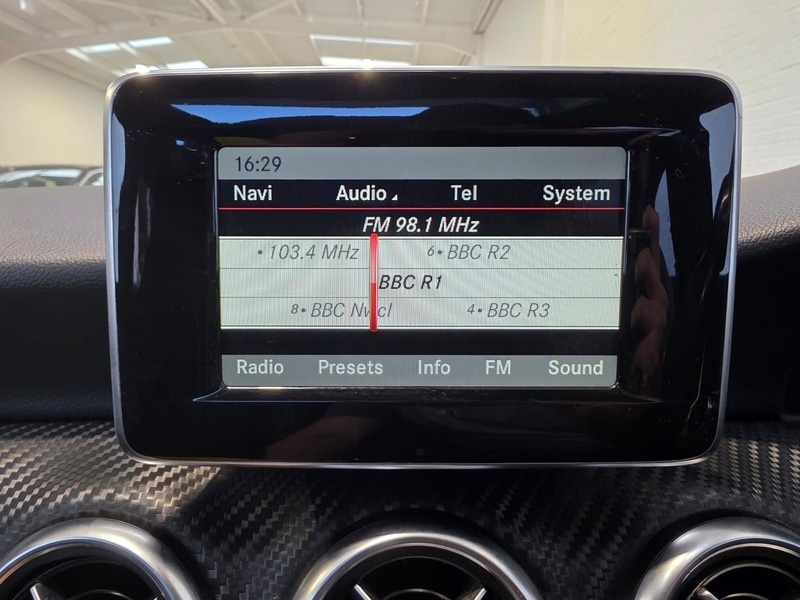 16:29
Navi Audio Tel System
FM 98.1 MHz
• 103.4 MHz 6• BBC R2
BBC R1
8• BBC Nwcl 4• BBC R3
Radio Presets Info FM Sound